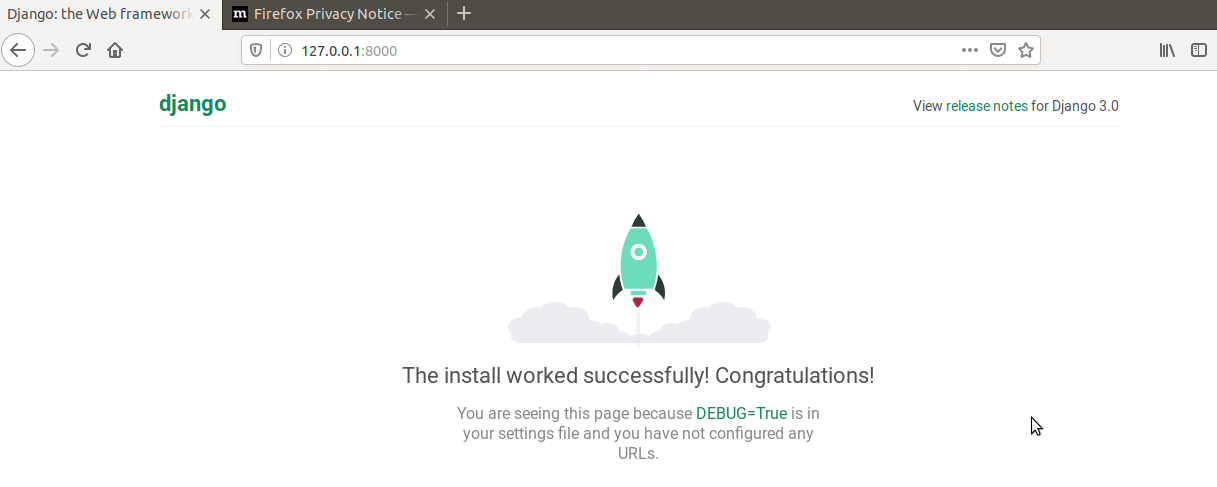 Django: the Web framework
Firefox Privacy Notice —
127.0.0.1:8000
django
View release notes for Django 3.0
The install worked successfully! Congratulations!
You are seeing this page because DEBUG=True is in
your settings file and you have not configured any
URLs.